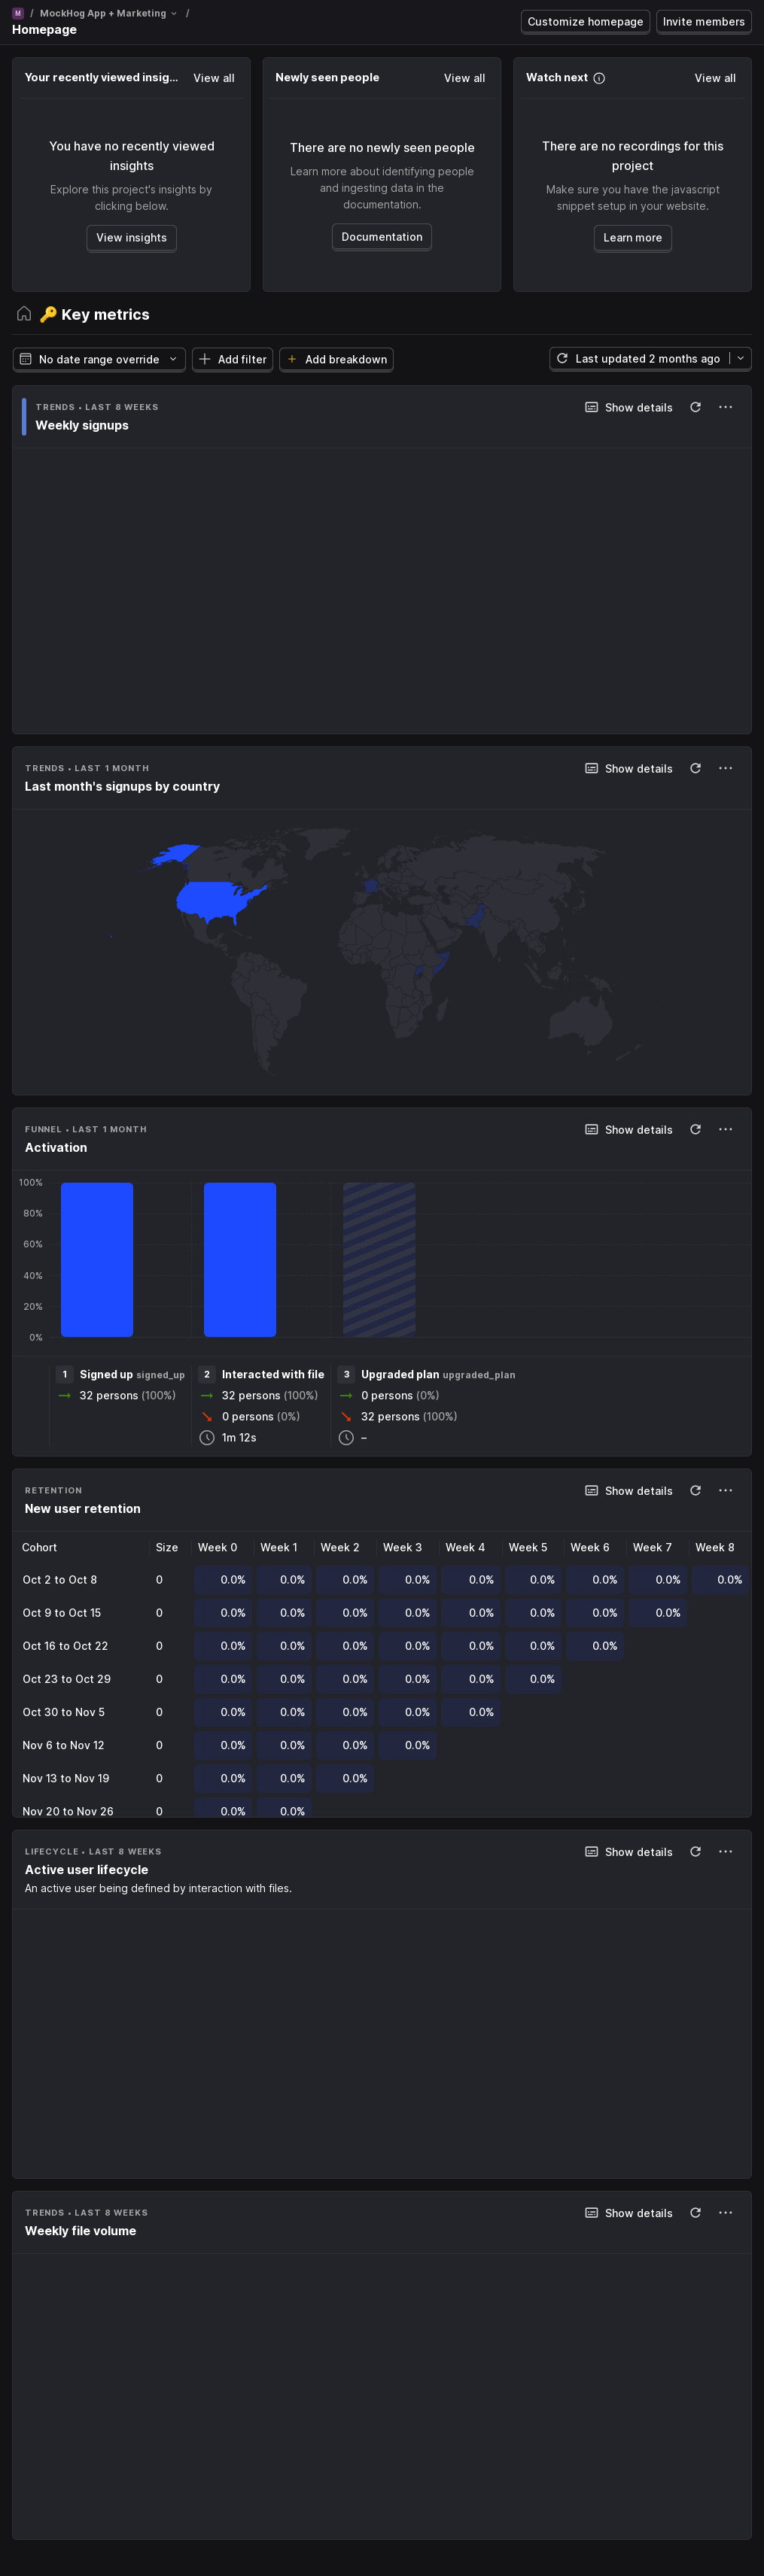 M / MockHog App + Marketing /
Homepage
Customize homepage
Invite members
Your recently viewed insig...
View all
You have no recently viewed
insights
Explore this project's insights by
clicking below.
View insights
Newly seen people
View all
There are no newly seen people
Learn more about identifying people
and ingesting data in the
documentation.
Documentation
Watch next
View all
There are no recordings for this
project
Make sure you have the javascript
snippet setup in your website.
Learn more
🔑 Key metrics
No date range override
Add filter
Add breakdown
Last updated 2 months ago
TRENDS • LAST 8 WEEKS
Show details
Weekly signups
TRENDS • LAST 1 MONTH
Show details
Last month's signups by country
FUNNEL • LAST 1 MONTH
Show details
Activation
100%
80%
60%
40%
20%
0%
1 Signed up signed_up
32 persons (100%)
2 Interacted with file
32 persons (100%)
0 persons (0%)
1m 12s
3 Upgraded plan upgraded_plan
0 persons (0%)
32 persons (100%)
–
RETENTION
Show details
New user retention
Cohort Size Week 0 Week 1 Week 2 Week 3 Week 4 Week 5 Week 6 Week 7 Week 8
Oct 2 to Oct 8 0 0.0% 0.0% 0.0% 0.0% 0.0% 0.0% 0.0% 0.0% 0.0%
Oct 9 to Oct 15 0 0.0% 0.0% 0.0% 0.0% 0.0% 0.0% 0.0% 0.0%
Oct 16 to Oct 22 0 0.0% 0.0% 0.0% 0.0% 0.0% 0.0% 0.0%
Oct 23 to Oct 29 0 0.0% 0.0% 0.0% 0.0% 0.0% 0.0%
Oct 30 to Nov 5 0 0.0% 0.0% 0.0% 0.0% 0.0%
Nov 6 to Nov 12 0 0.0% 0.0% 0.0% 0.0%
Nov 13 to Nov 19 0 0.0% 0.0% 0.0%
Nov 20 to Nov 26 0 0.0% 0.0%
LIFECYCLE • LAST 8 WEEKS
Show details
Active user lifecycle
An active user being defined by interaction with files.
TRENDS • LAST 8 WEEKS
Show details
Weekly file volume